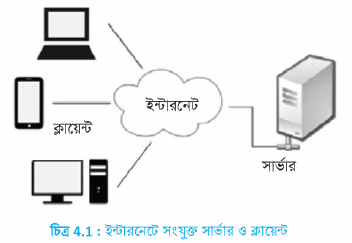 ইন্টারনেট
ক্লায়েন্ট
সার্ভার
চিত্র 4.1 : ইন্টারনেটে সংযুক্ত সার্ভার ও ক্লায়েন্ট